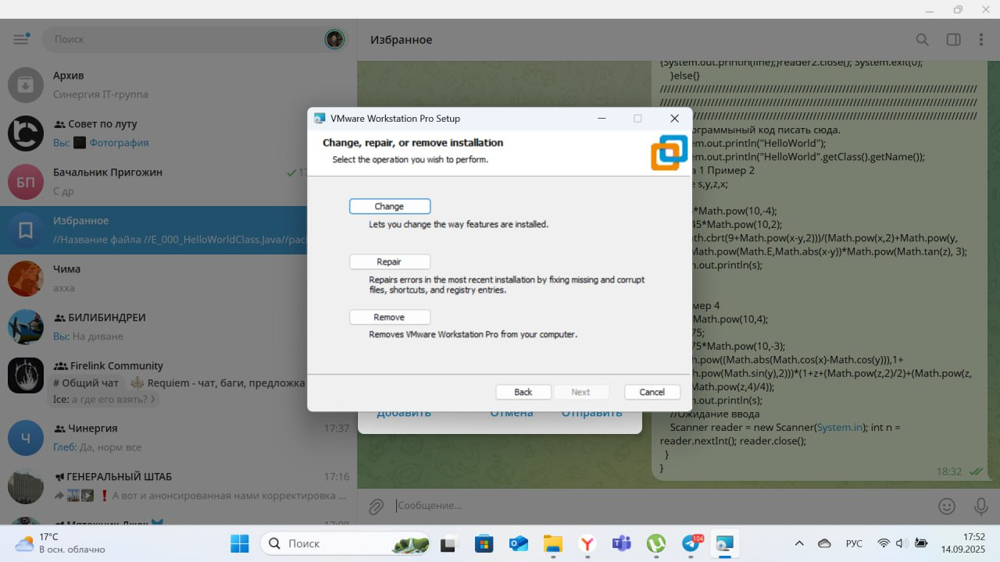 Поиск
Избранное
Архив
Синергия IT-группа
Совет по луту
Вы: Фотография
Бачальник Пригожин
17
С др
БП
Избранное
//Название файла //E_000_HelloWorldClass.Java//pac
Чима
ахха
БИЛИБИНДРЕИ
Вы: На диване
Firelink Community
# Общий чат Requiem - чат, баги, предложка
Ice: а где его взять?
Чинергия
17:37
Ч
Глеб: Да, норм все
ГЕНЕРАЛЬНЫЙ ШТАБ
17:16
А вот и анонсированная нами корректировка ...
Мятежник Джек
17:08
VMware Workstation Pro Setup
Change, repair, or remove installation
Select the operation you wish to perform.
Change
Lets you change the way features are installed.
Repair
Repairs errors in the most recent installation by fixing missing and corrupt
files, shortcuts, and registry entries.
Remove
Removes VMware Workstation Pro from your computer.
Back
Next
Cancel
Добавить
Отмена
Отправить
{System.out.println(line);}reader2.close(); System.exit(0);
}else{}
//////////////////////////////////////////////////////////////////////////////////
//////////////////////////////////////////////////////////////////////////////////
//////////////////////////////////////////////////////////////////////////
ограммыный код писать сюда.
em.out.println("HelloWorld");
em.out.println("HelloWorld".getClass().getName());
а 1 Пример 2
e s,y,z,x;
*Math.pow(10,-4);
45*Math.pow(10,2);
.cbrt(9+Math.pow(x-y,2)))/(Math.pow(x,2)+Math.pow(y,
Math.pow(Math.E,Math.abs(x-y))*Math.pow(Math.tan(z), 3);
m.out.println(s);
мер 4
Math.pow(10,4);
75;
75*Math.pow(10,-3);
h.pow((Math.abs(Math.cos(x)-Math.cos(y))),1+
h.pow(Math.sin(y),2)))*(1+z+(Math.pow(z,2)/2)+(Math.pow(z,
Math.pow(z,4)/4));
m.out.println(s);
//Ожидание ввода
Scanner reader = new Scanner(System.in); int n =
reader.nextInt(); reader.close();
}
}
18:32
Сообщение...
17°C
В осн. облачно
Поиск
104
РУС
17:52
14.09.2025